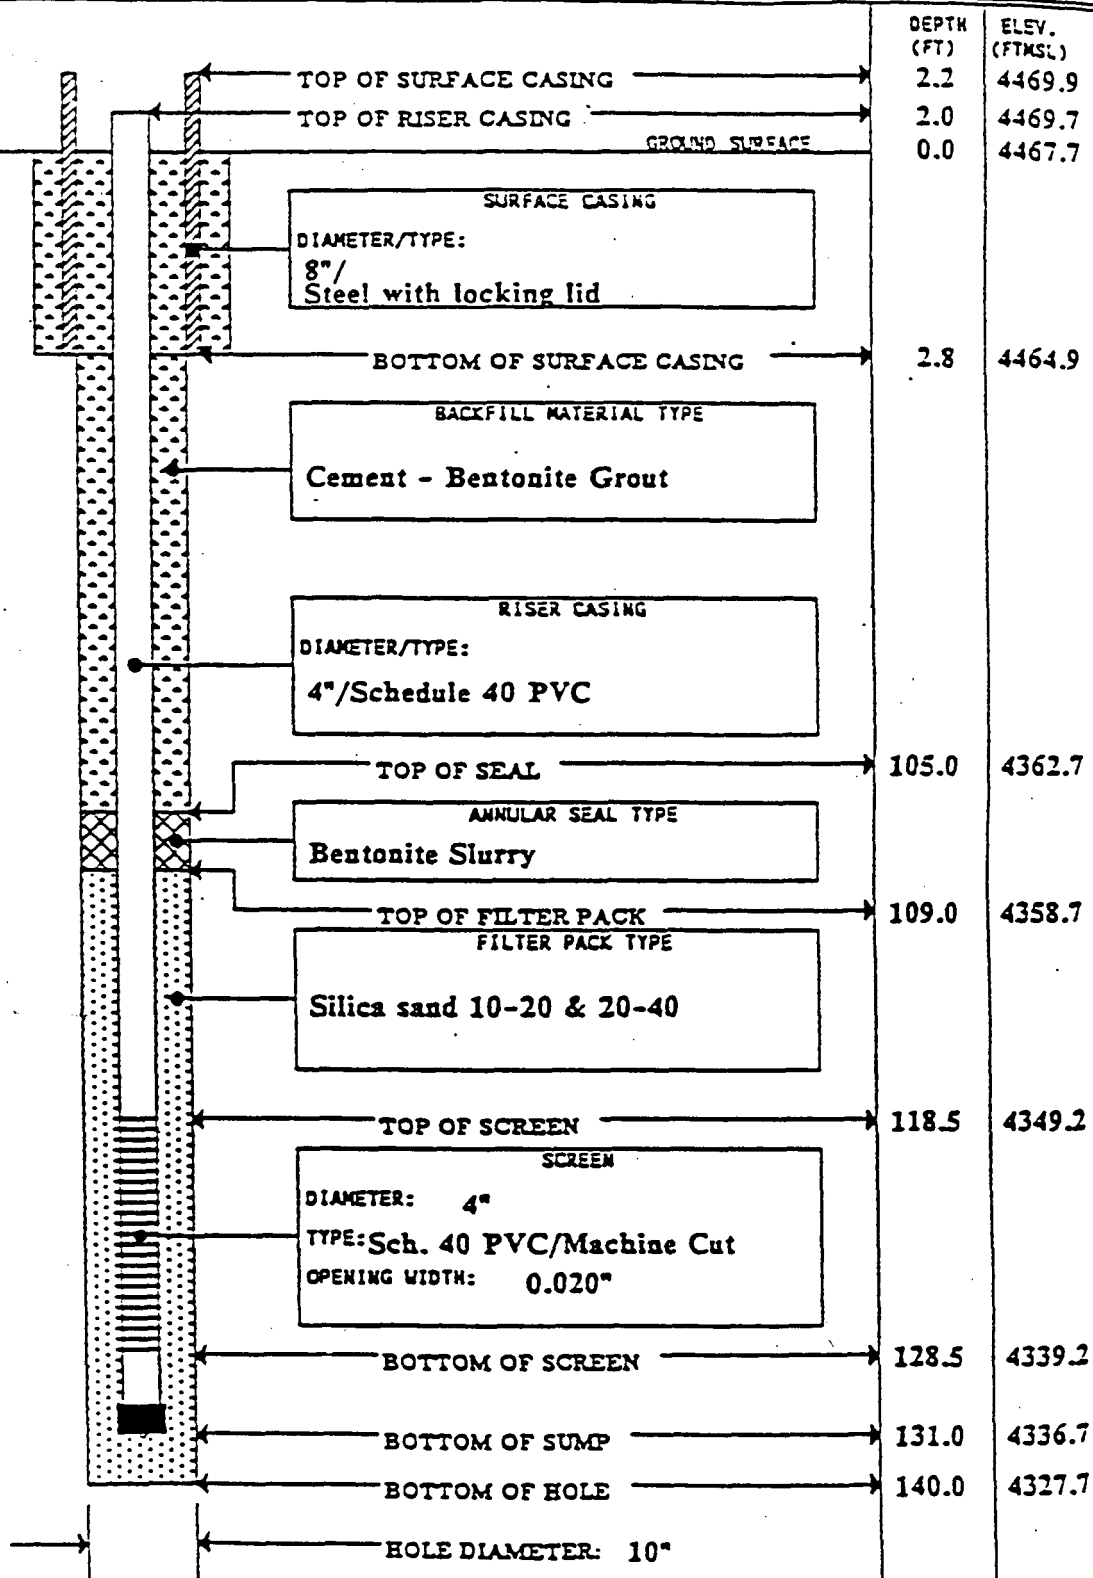 DEPTH ELEV.
(FT) (FTMSL)
TOP OF SURFACE CASING 2.2 4469.9
TOP OF RISER CASING 2.0 4469.7
GROUND SURFACE 0.0 4467.7
SURFACE CASING
DIAMETER/TYPE:
8"/
Steel with locking lid
BOTTOM OF SURFACE CASING 2.8 4464.9
BACKFILL MATERIAL TYPE
Cement - Bentonite Grout
RISER CASING
DIAMETER/TYPE:
4"/Schedule 40 PVC
TOP OF SEAL 105.0 4362.7
ANNULAR SEAL TYPE
Bentonite Slurry
TOP OF FILTER PACK 109.0 4358.7
FILTER PACK TYPE
Silica sand 10-20 & 20-40
TOP OF SCREEN 118.5 4349.2
SCREEN
DIAMETER: 4"
TYPE: Sch. 40 PVC/Machine Cut
OPENING WIDTH: 0.020"
BOTTOM OF SCREEN 128.5 4339.2
BOTTOM OF SUMP 131.0 4336.7
BOTTOM OF HOLE 140.0 4327.7
HOLE DIAMETER: 10"